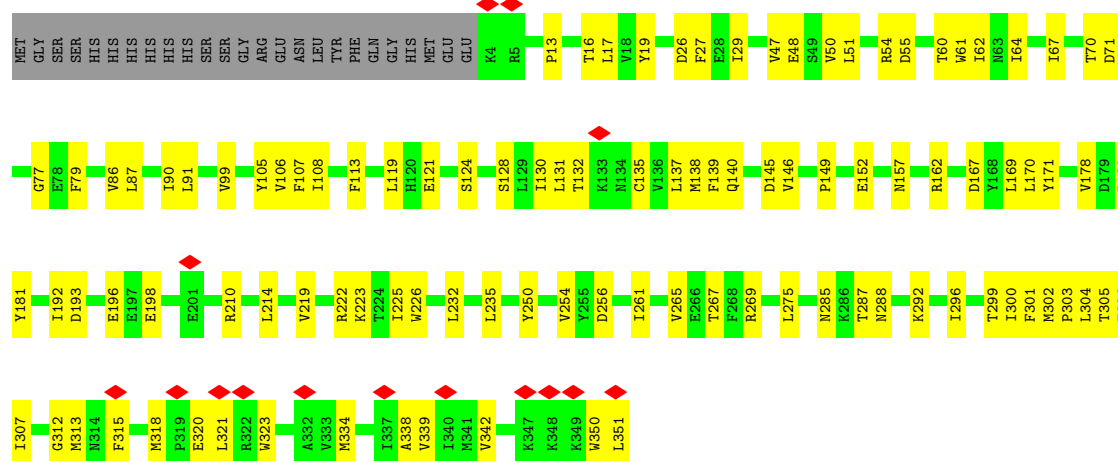 MET GLY SER SER HIS HIS HIS HIS HIS HIS SER SER GLY ARG GLU ASN LEU TYR PHE GLN GLY HIS MET GLU GLU K4 R5 P13 T16 L17 V18 Y19 D26 F27 E28 I29 V47 E48 S49 V50 L51 R54 D55 T60 W61 I62 N63 I64 I67 T70 D71
G77 E78 F79 V86 L87 I90 L91 V99 Y105 V106 F107 I108 F113 L119 H120 E121 S124 S128 L129 I130 L131 T132 K133 N134 C135 V136 L137 M138 F139 Q140 D145 V146 P149 E152 N157 R162 D167 Y168 L169 L170 Y171 V178 D179
Y181 I192 D193 E196 E197 E198 E201 R210 L214 V219 R222 K223 T224 I225 W226 L232 L235 Y250 V254 Y255 D256 I261 V265 E266 T267 F268 R269 L275 N285 K286 T287 N288 K292 I296 T299 I300 F301 M302 P303 L304 T305
I307 G312 M313 N314 F315 M318 P319 E320 L321 R322 W323 A332 V333 M334 I337 A338 V339 I340 M341 V342 K347 K348 K349 W350 L351